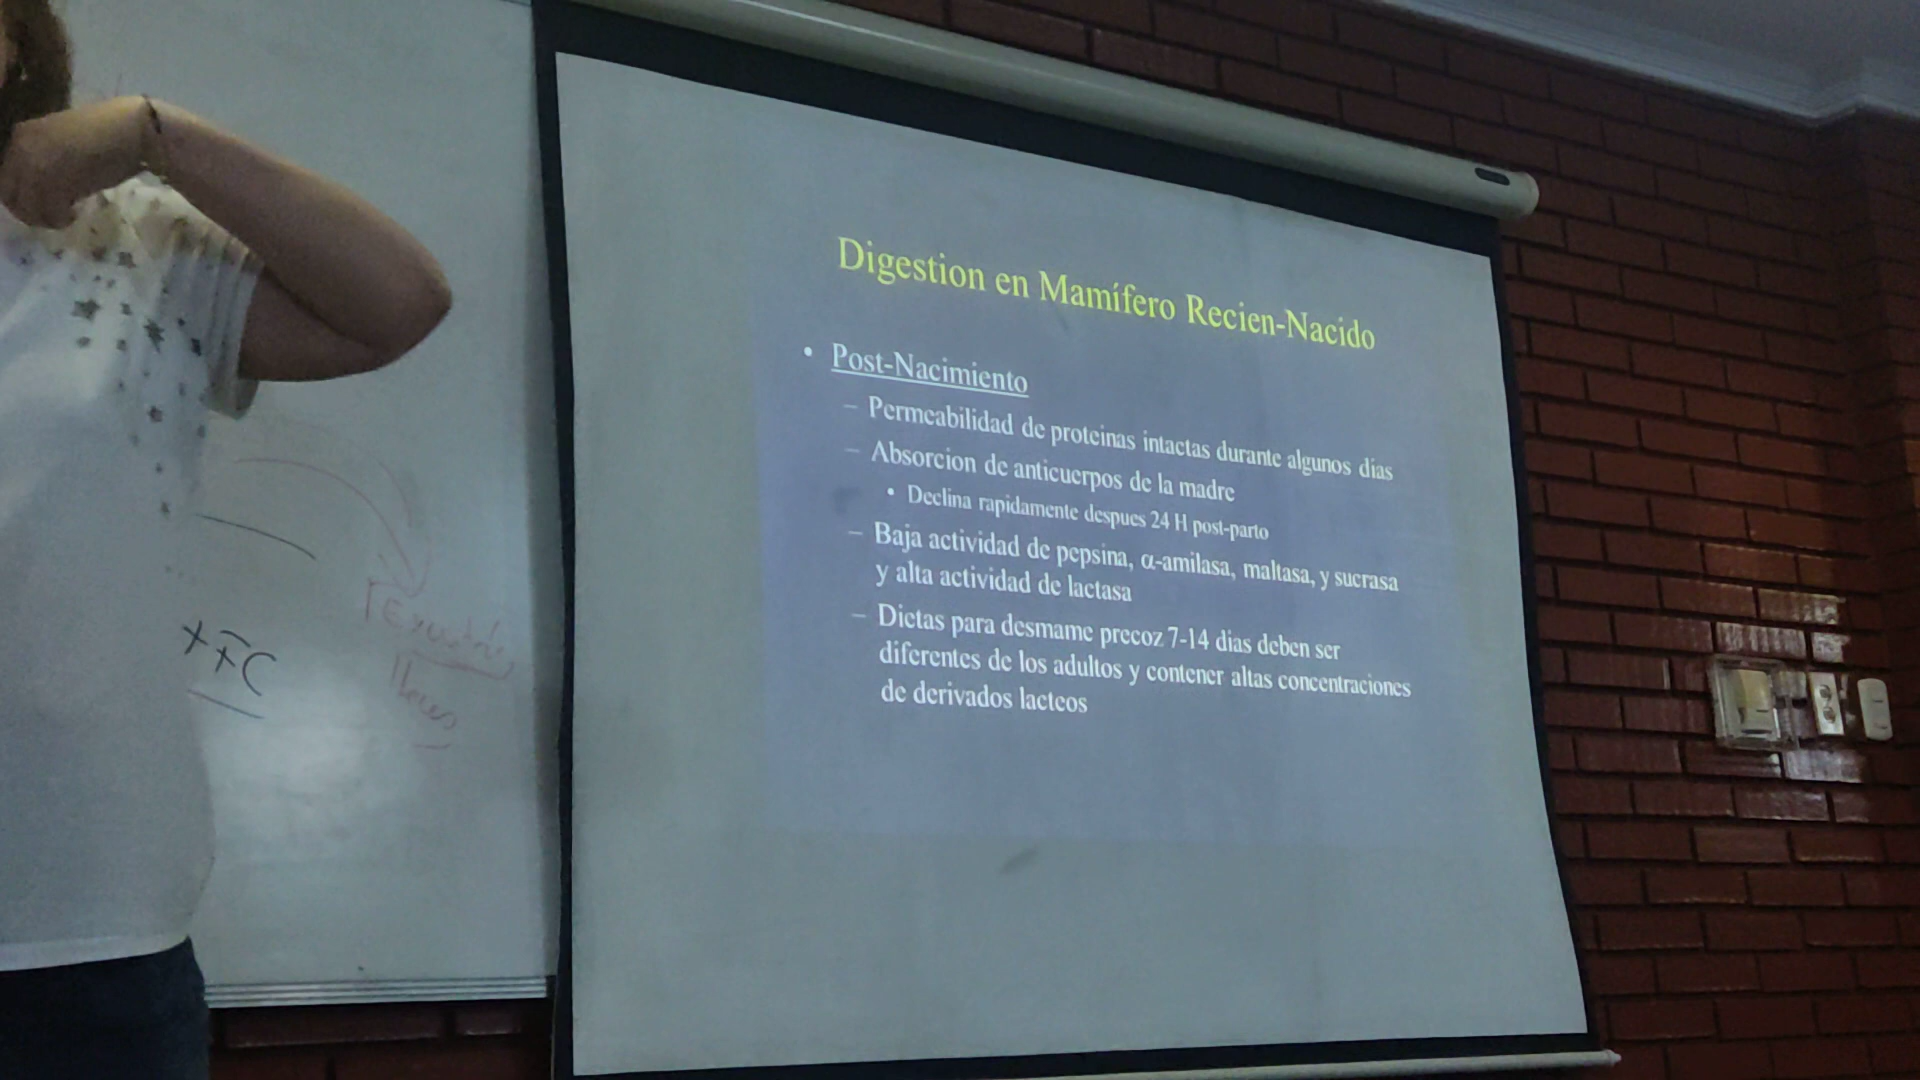 Digestion en Mamífero Recien-Nacido
• Post-Nacimiento
– Permeabilidad de proteinas intactas durante algunos dias
– Absorcion de anticuerpos de la madre
• Declina rapidamente despues 24 H post-parto
– Baja actividad de pepsina, α-amilasa, maltasa, y sucrasa
y alta actividad de lactasa
– Dietas para desmame precoz 7-14 dias deben ser
diferentes de los adultos y contener altas concentraciones
de derivados lacteos